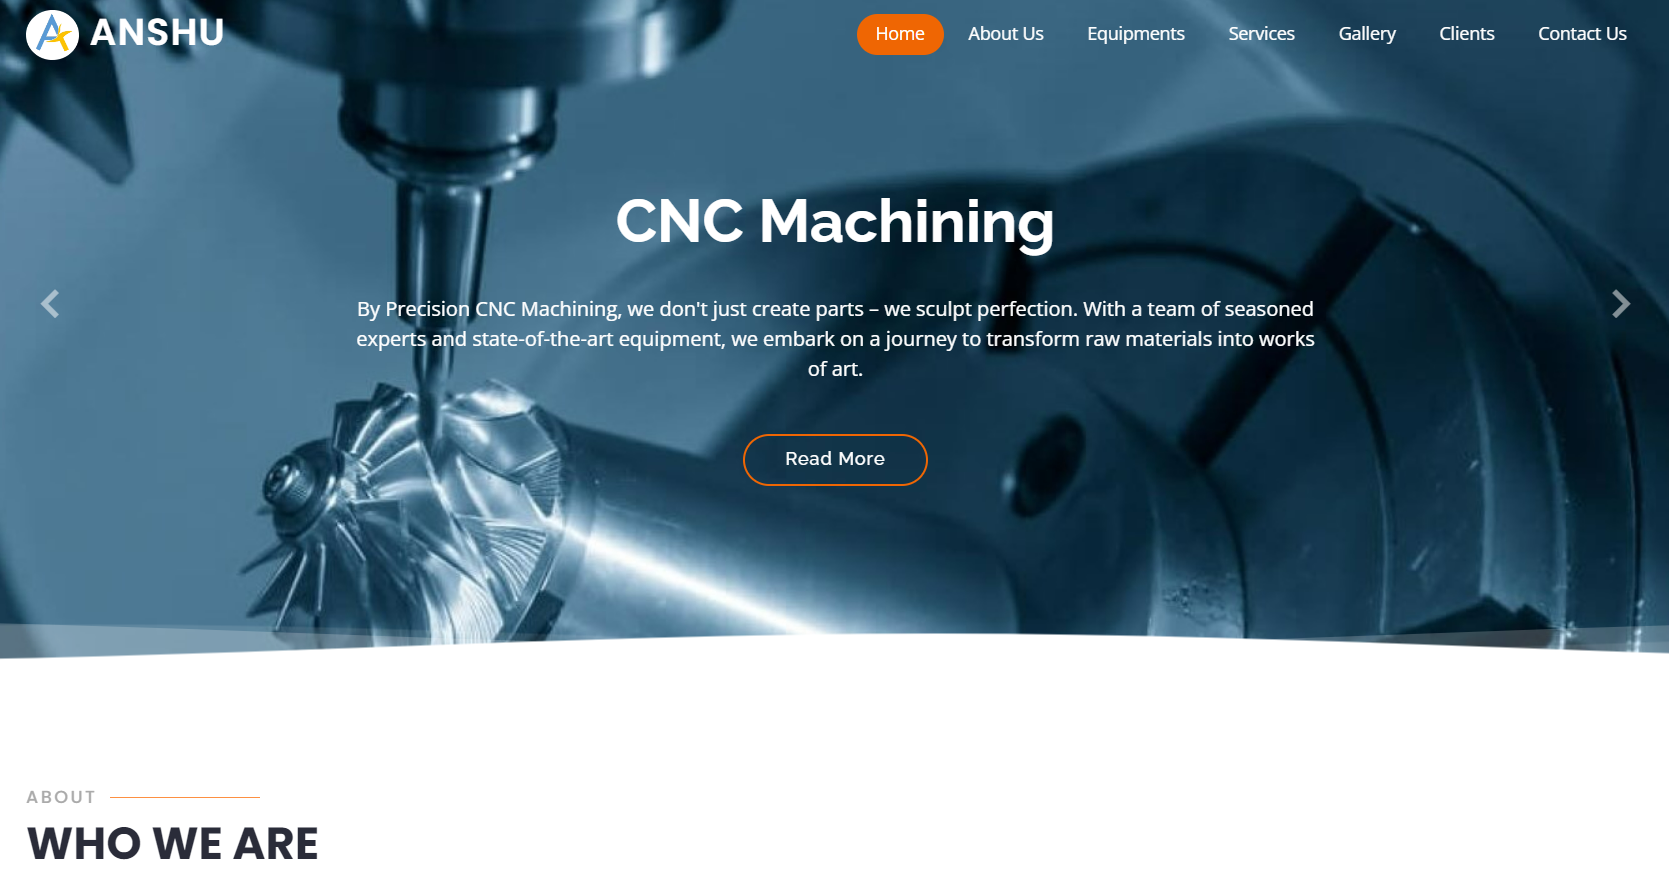 ANSHU
Home
About Us
Equipments
Services
Gallery
Clients
Contact Us
CNC Machining
By Precision CNC Machining, we don't just create parts – we sculpt perfection. With a team of seasoned
experts and state-of-the-art equipment, we embark on a journey to transform raw materials into works
of art.
Read More
ABOUT
WHO WE ARE